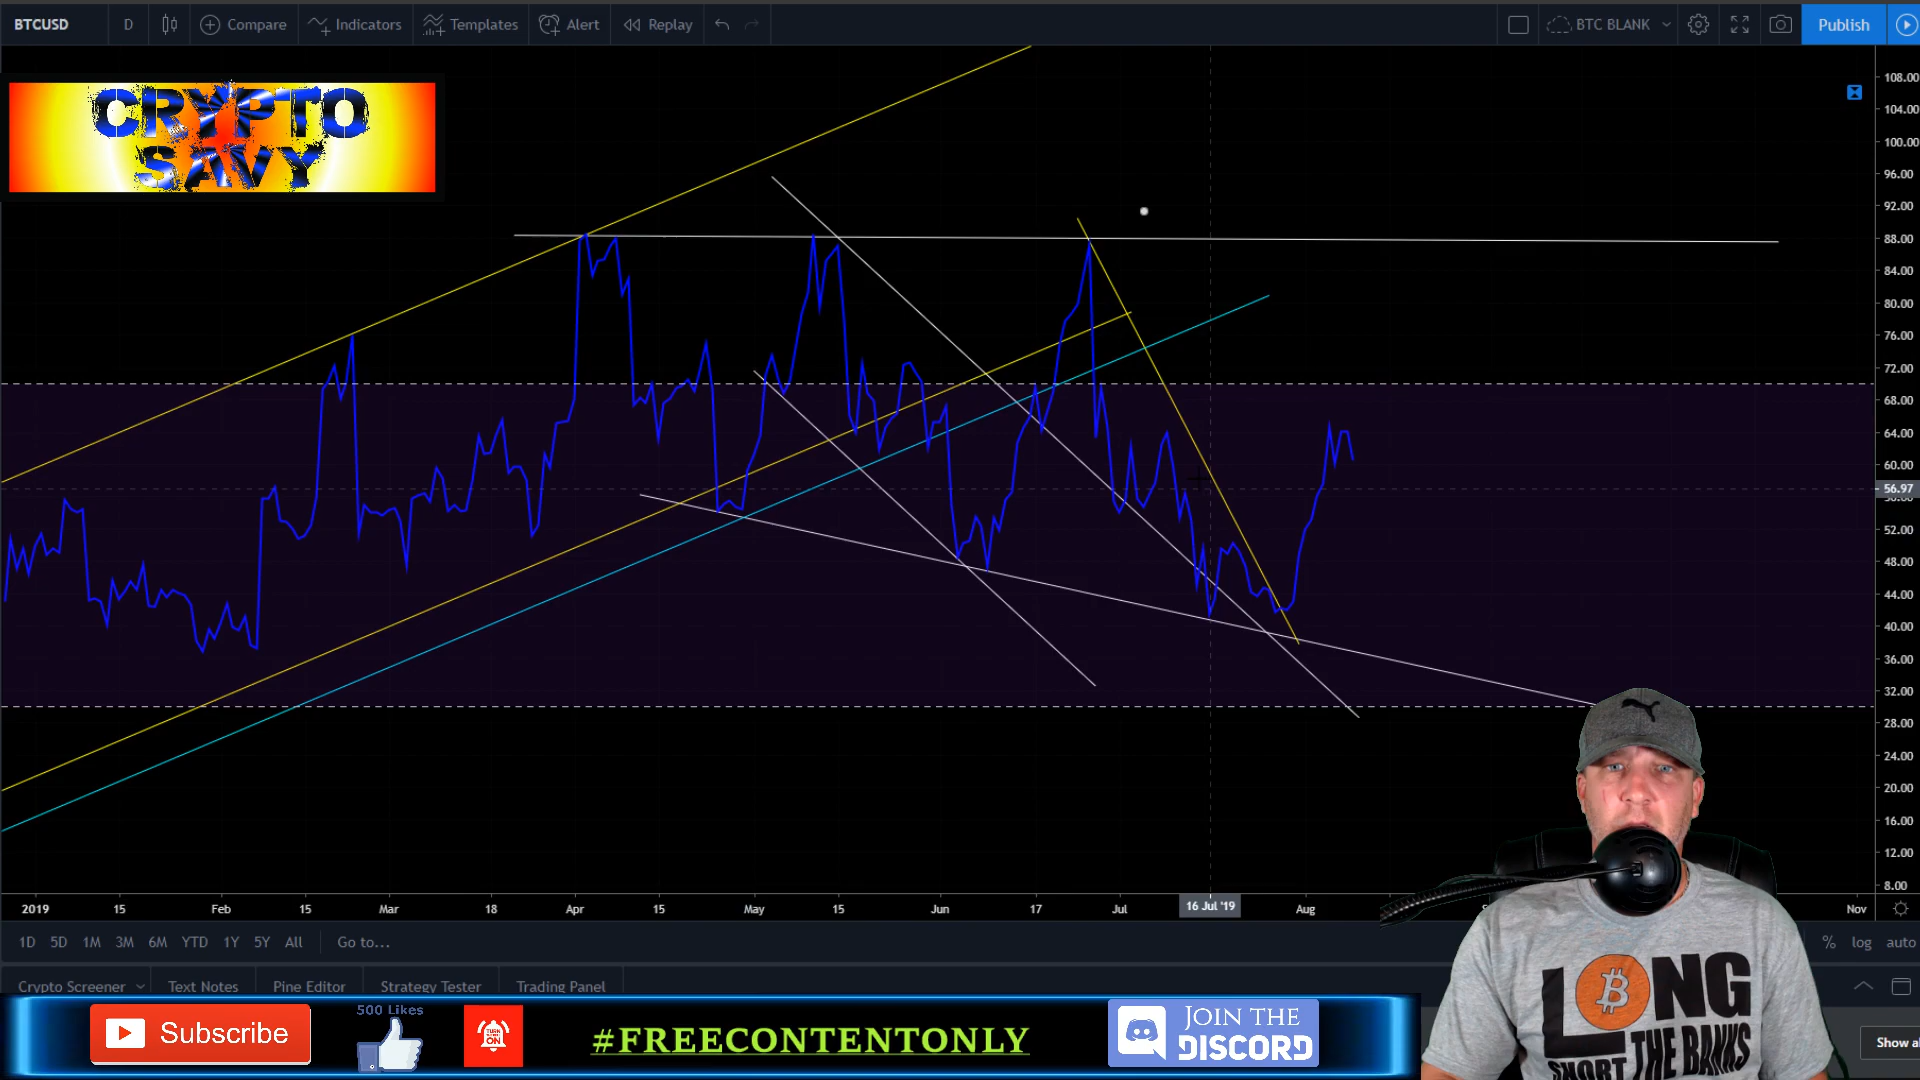 BTCUSD D Compare Indicators Templates Alert Replay BTC BLANK Publish
CRYPTO
SAVY
108.00
104.00
100.00
96.00
92.00
88.00
84.00
80.00
76.00
72.00
68.00
64.00
60.00
56.97
52.00
48.00
44.00
40.00
36.00
32.00
28.00
24.00
20.00
16.00
12.00
8.00
2019 15 Feb 15 Mar 18 Apr 15 May 15 Jun 17 Jul 16 Jul '19 Aug Nov
1D 5D 1M 3M 6M YTD 1Y 5Y All Go to... % log auto
Crypto Screener Text Notes Pine Editor Strategy Tester Trading Panel
Subscribe
500 Likes
ON
#FREECONTENTONLY
JOIN THE
DISCORD
LONG
SHORT THE BANKS
Show al